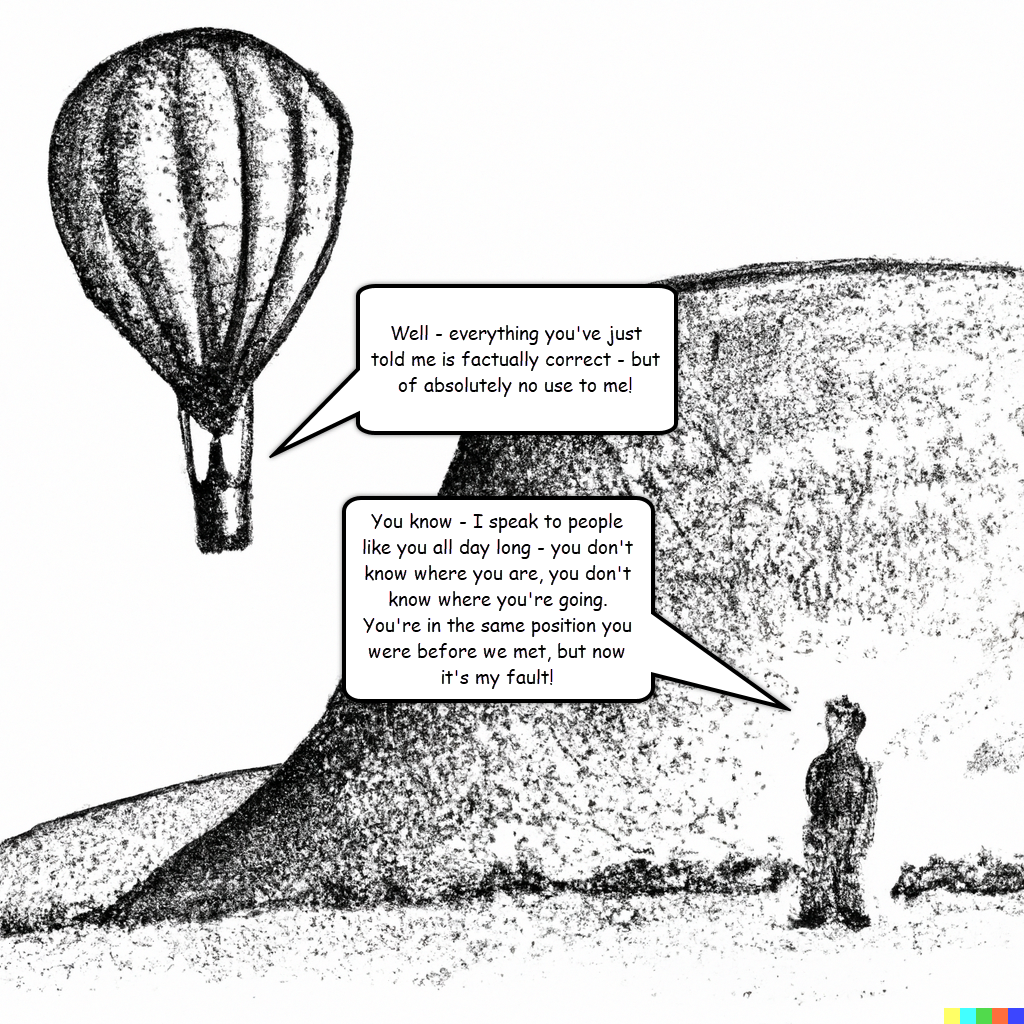 Well - everything you've just
told me is factually correct - but
of absolutely no use to me!
You know - I speak to people
like you all day long - you don't
know where you are, you don't
know where you're going.
You're in the same position you
were before we met, but now
it's my fault!